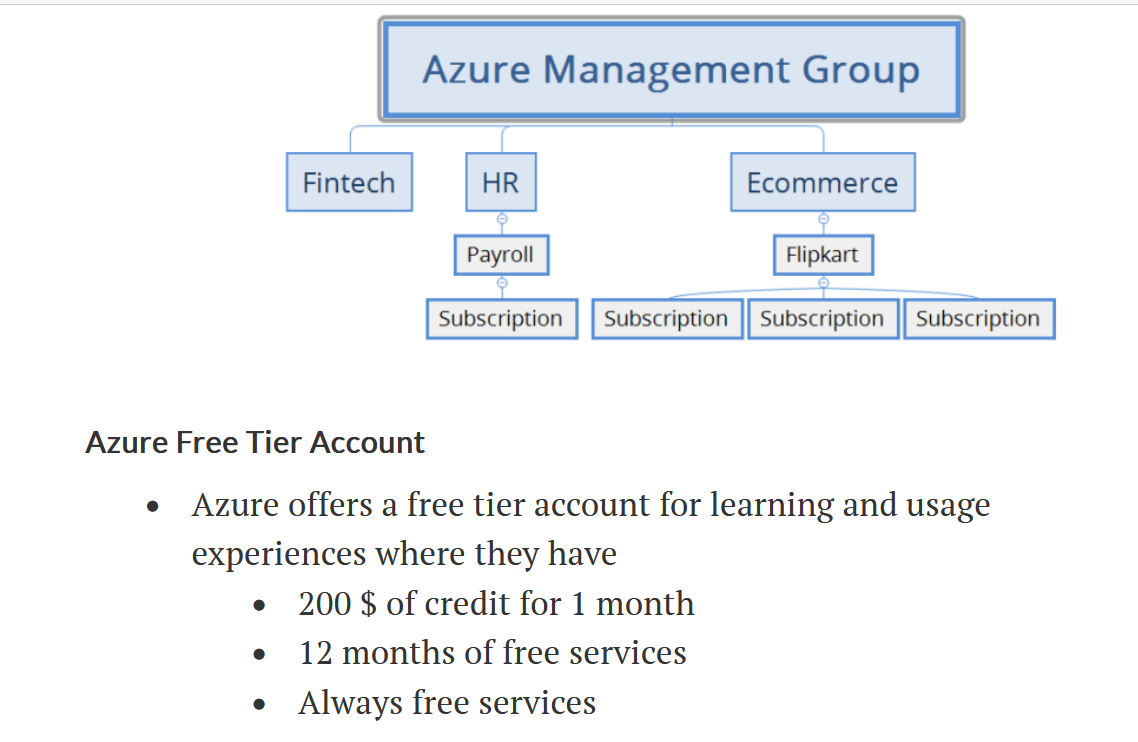 Azure Management Group
Fintech
HR
Ecommerce
Payroll
Flipkart
Subscription
Subscription
Subscription
Subscription
Azure Free Tier Account
• Azure offers a free tier account for learning and usage
experiences where they have
• 200 $ of credit for 1 month
• 12 months of free services
• Always free services